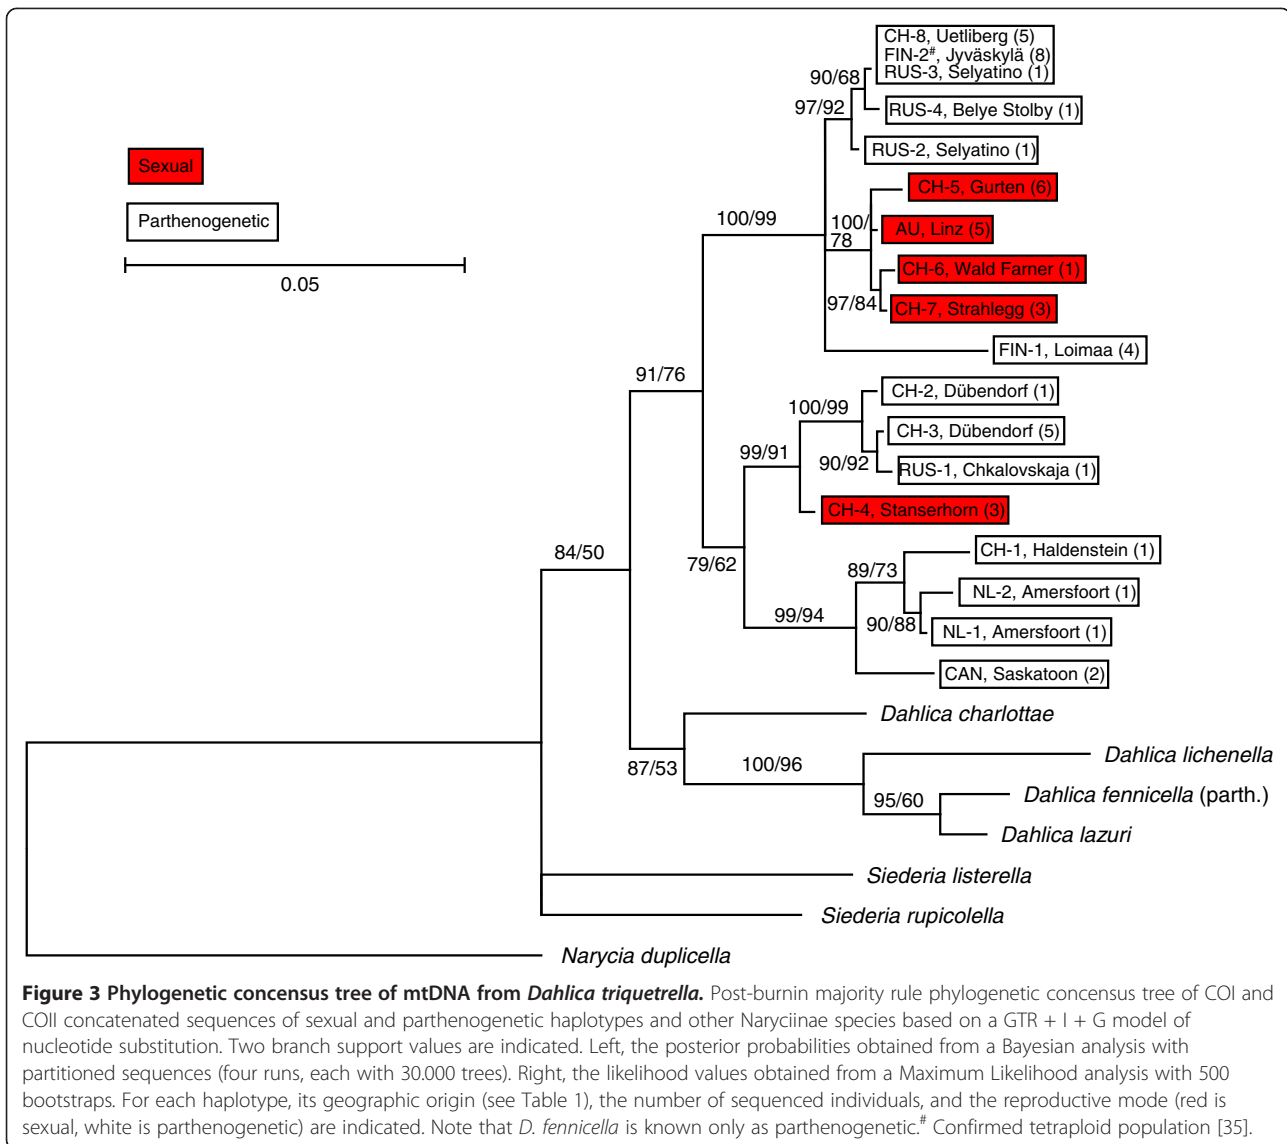 CH-8, Uetliberg (5)
FIN-2#, Jyväskylä (8)
RUS-3, Selyatino (1)
90/68
97/92
RUS-4, Belye Stolby (1)
RUS-2, Selyatino (1)
Sexual
CH-5, Gurten (6)
Parthenogenetic
100/99
100/
78
AU, Linz (5)
0.05
CH-6, Wald Farner (1)
97/84
CH-7, Strahlegg (3)
FIN-1, Loimaa (4)
91/76
CH-2, Dübendorf (1)
100/99
CH-3, Dübendorf (5)
99/91
90/92
RUS-1, Chkalovskaja (1)
CH-4, Stanserhorn (3)
84/50
79/62
CH-1, Haldenstein (1)
89/73
NL-2, Amersfoort (1)
99/94
90/88
NL-1, Amersfoort (1)
CAN, Saskatoon (2)
Dahlica charlottae
87/53
100/96
Dahlica lichenella
95/60
Dahlica fennicella (parth.)
Dahlica lazuri
Siederia listerella
Siederia rupicolella
Narycia duplicella
Figure 3 Phylogenetic concensus tree of mtDNA from Dahlica triquetrella. Post-burnin majority rule phylogenetic concensus tree of COI and
COII concatenated sequences of sexual and parthenogenetic haplotypes and other Naryciinae species based on a GTR + I + G model of
nucleotide substitution. Two branch support values are indicated. Left, the posterior probabilities obtained from a Bayesian analysis with
partitioned sequences (four runs, each with 30.000 trees). Right, the likelihood values obtained from a Maximum Likelihood analysis with 500
bootstraps. For each haplotype, its geographic origin (see Table 1), the number of sequenced individuals, and the reproductive mode (red is
sexual, white is parthenogenetic) are indicated. Note that D. fennicella is known only as parthenogenetic.# Confirmed tetraploid population [35].